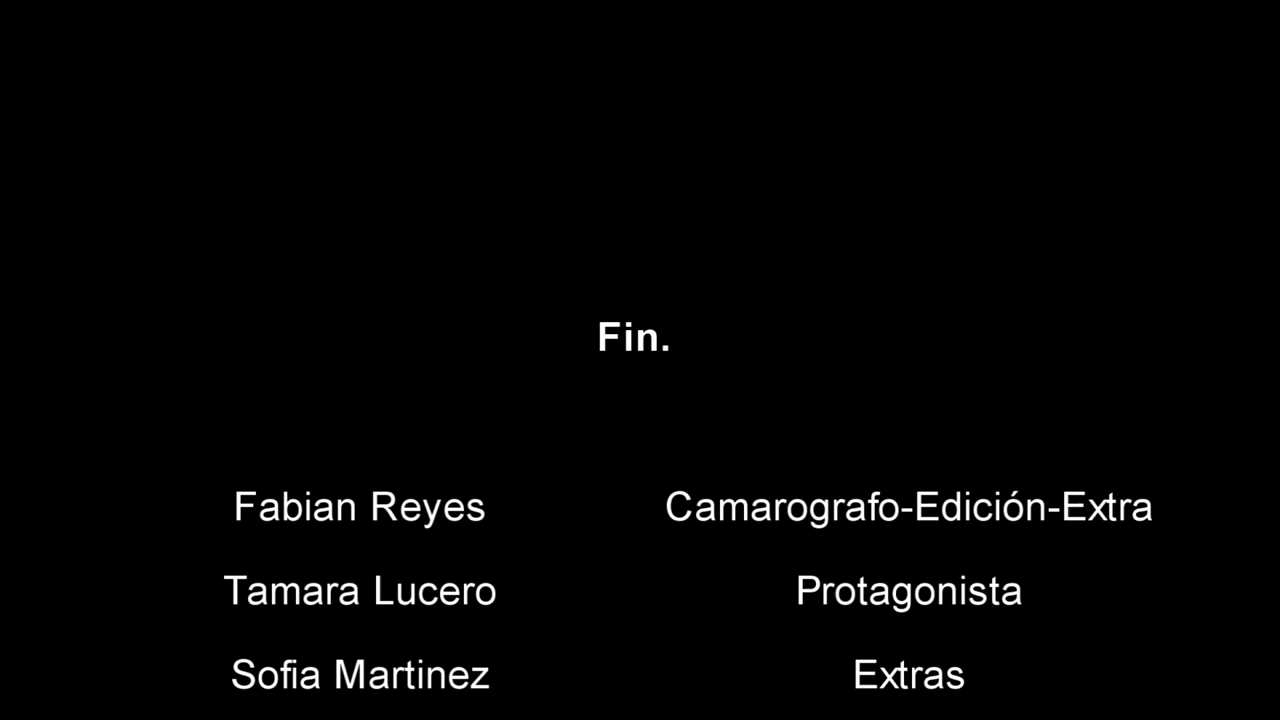 Fin.
Fabian Reyes Camarografo-Edición-Extra
Tamara Lucero Protagonista
Sofia Martinez Extras